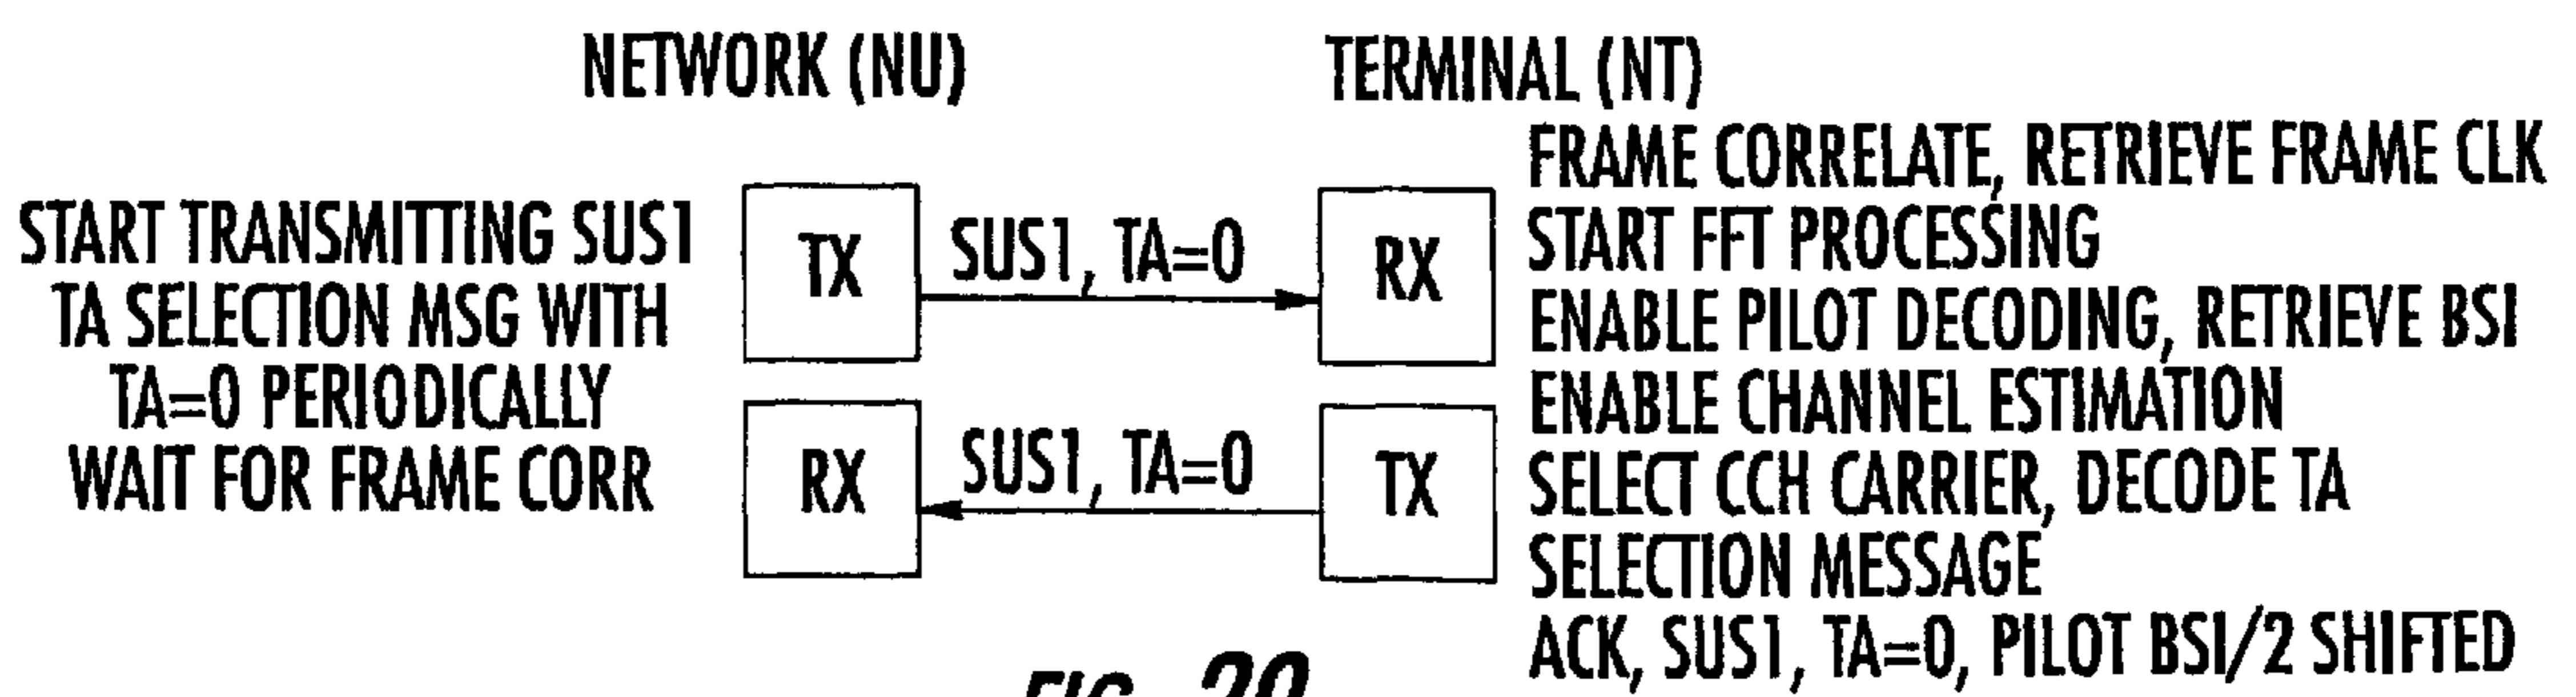 NETWORK (NU)
TERMINAL (NT)
START TRANSMITTING SUS1
TA SELECTION MSG WITH
TA=0 PERIODICALLY
WAIT FOR FRAME CORR
TX
SUS1, TA=0
RX
RX
SUS1, TA=0
TX
FRAME CORRELATE, RETRIEVE FRAME CLK
START FFT PROCESSING
ENABLE PILOT DECODING, RETRIEVE BSI
ENABLE CHANNEL ESTIMATION
SELECT CCH CARRIER, DECODE TA
SELECTION MESSAGE
ACK, SUS1, TA=0, PILOT BSI/2 SHIFTED
FIG. 20